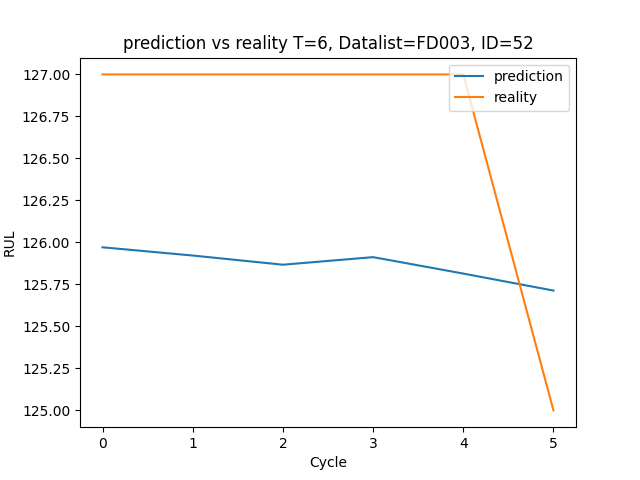 prediction vs reality T=6, Datalist=FD003, ID=52
127.00
126.75
126.50
126.25
126.00
125.75
125.50
125.25
125.00
RUL
prediction
reality
0 1 2 3 4 5
Cycle